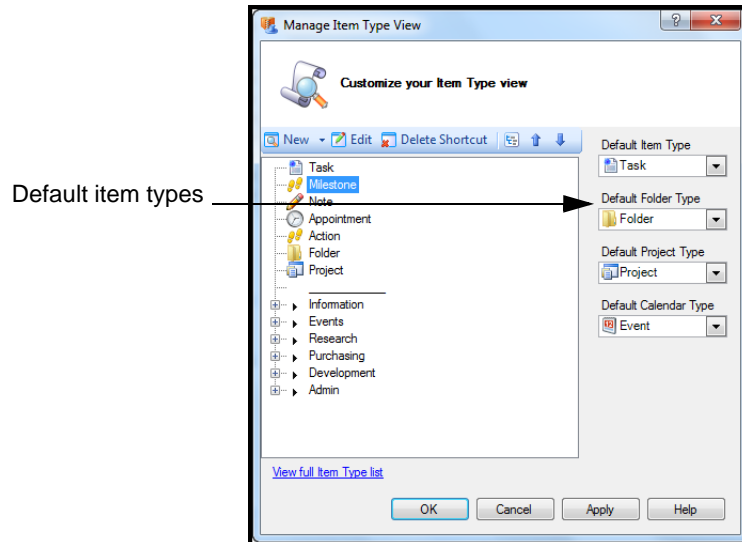 Manage Item Type View
?
Customize your Item Type view
New Edit Delete Shortcut
Task
Milestone
Note
Appointment
Action
Folder
Project
Information
Events
Research
Purchasing
Development
Admin
Default Item Type
Task
Default Folder Type
Folder
Default Project Type
Project
Default Calendar Type
12 Event
Default item types
View full Item Type list
OK Cancel Apply Help